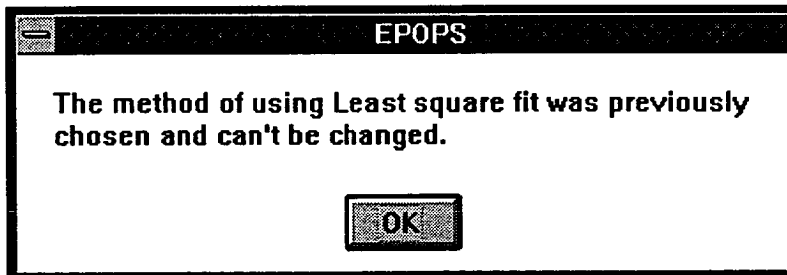 EPOPS
The method of using Least square fit was previously
chosen and can't be changed.
OK